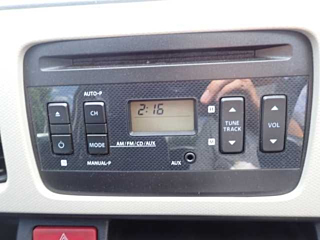 AUTO-P
CH
2:16
TUNE
TRACK
VOL
MODE
AM/FM/CD/AUX
MANUAL-P
AUX